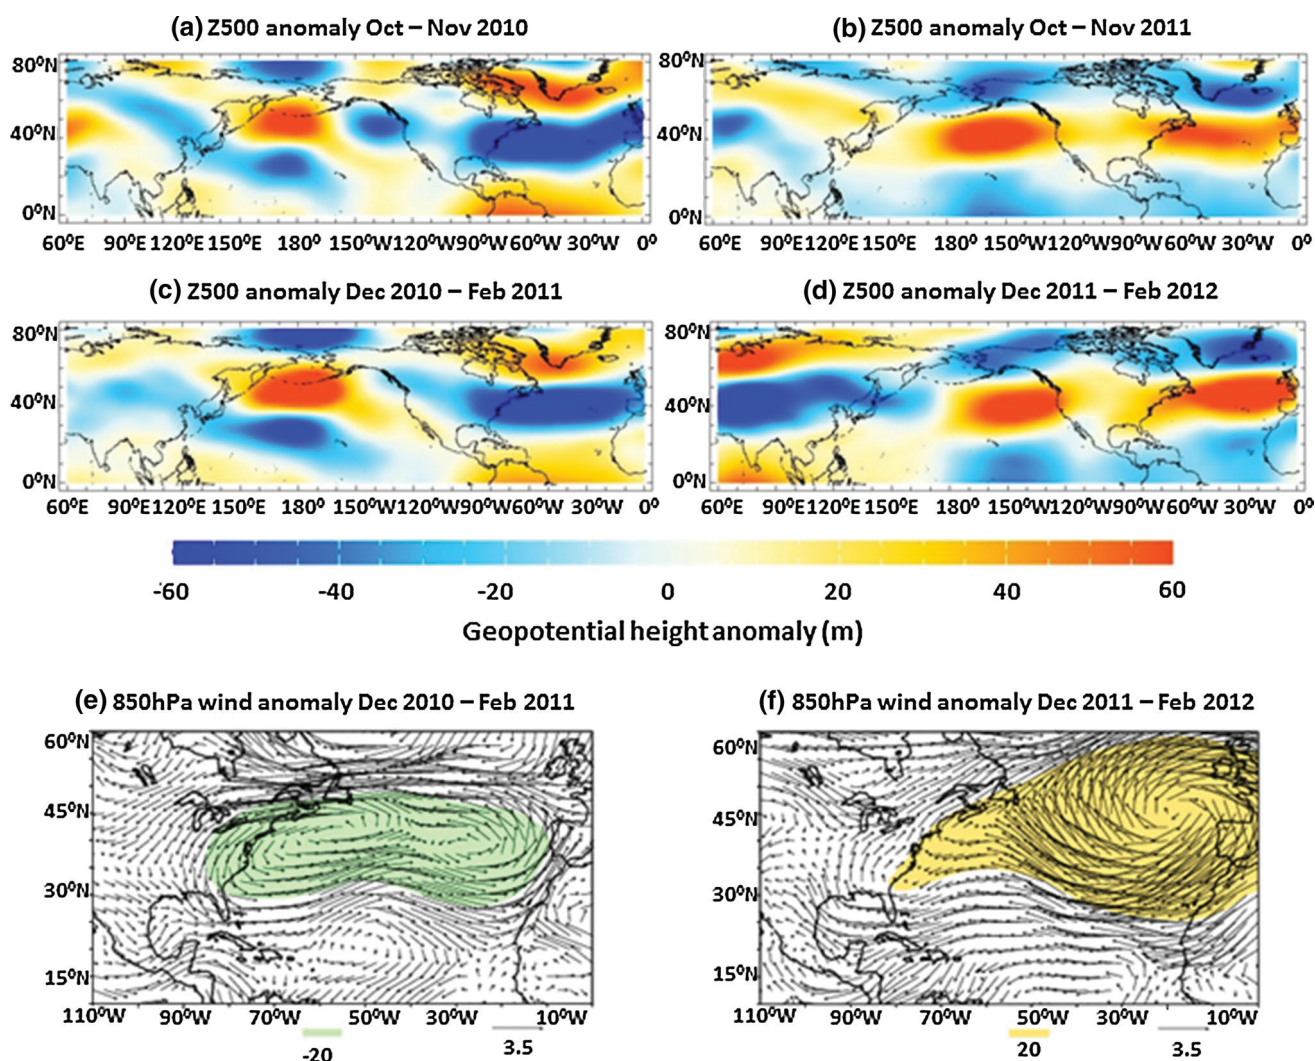 (a) Z500 anomaly Oct – Nov 2010
(b) Z500 anomaly Oct – Nov 2011
80⁰N
40⁰N
0⁰N
60⁰E 90⁰E 120⁰E 150⁰E 180⁰ 150⁰W 120⁰W 90⁰W 60⁰W 30⁰W 0⁰
80⁰N
40⁰N
0⁰N
60⁰E 90⁰E 120⁰E 150⁰E 180⁰ 150⁰W 120⁰W 90⁰W 60⁰W 30⁰W 0⁰
(c) Z500 anomaly Dec 2010 – Feb 2011
(d) Z500 anomaly Dec 2011 – Feb 2012
80⁰N
40⁰N
0⁰N
60⁰E 90⁰E 120⁰E 150⁰E 180⁰ 150⁰W 120⁰W 90⁰W 60⁰W 30⁰W 0⁰
80⁰N
40⁰N
0⁰N
60⁰E 90⁰E 120⁰E 150⁰E 180⁰ 150⁰W 120⁰W 90⁰W 60⁰W 30⁰W 0⁰
-60 -40 -20 0 20 40 60
Geopotential height anomaly (m)
(e) 850hPa wind anomaly Dec 2010 – Feb 2011
(f) 850hPa wind anomaly Dec 2011 – Feb 2012
60⁰N
45⁰N
30⁰N
15⁰N
110⁰W 90⁰W 70⁰W 50⁰W 30⁰W 10⁰W
-20 3.5
60⁰N
45⁰N
30⁰N
15⁰N
110⁰W 90⁰W 70⁰W 50⁰W 30⁰W 10⁰W
20 3.5